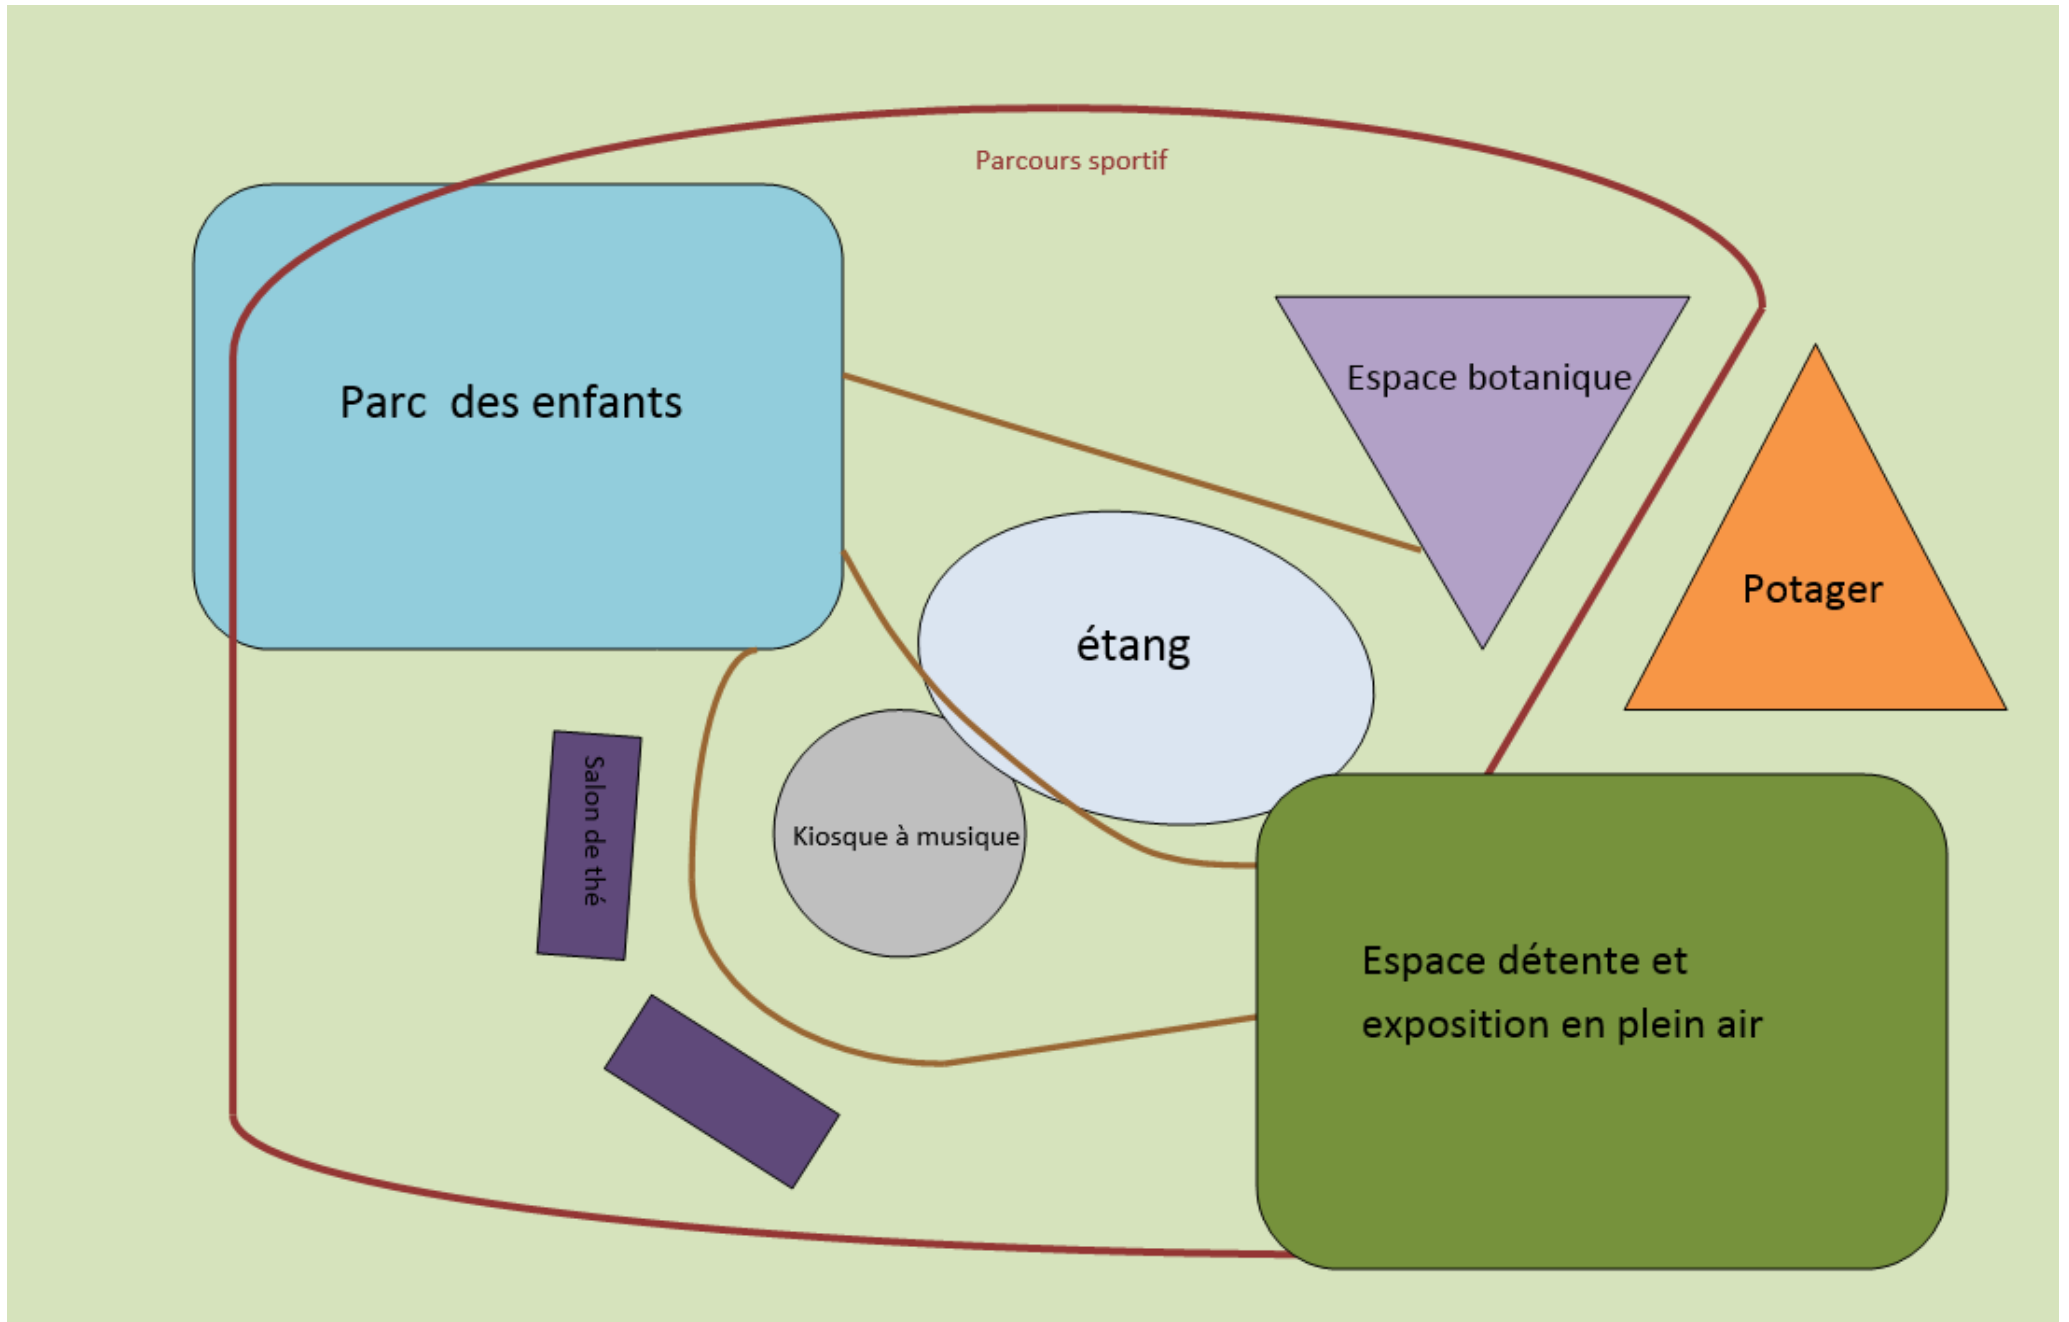 Parcours sportif
Parc  des enfants
Espace botanique
Potager
étang
Salon de thé
Kiosque à musique
Espace détente et
exposition en plein air